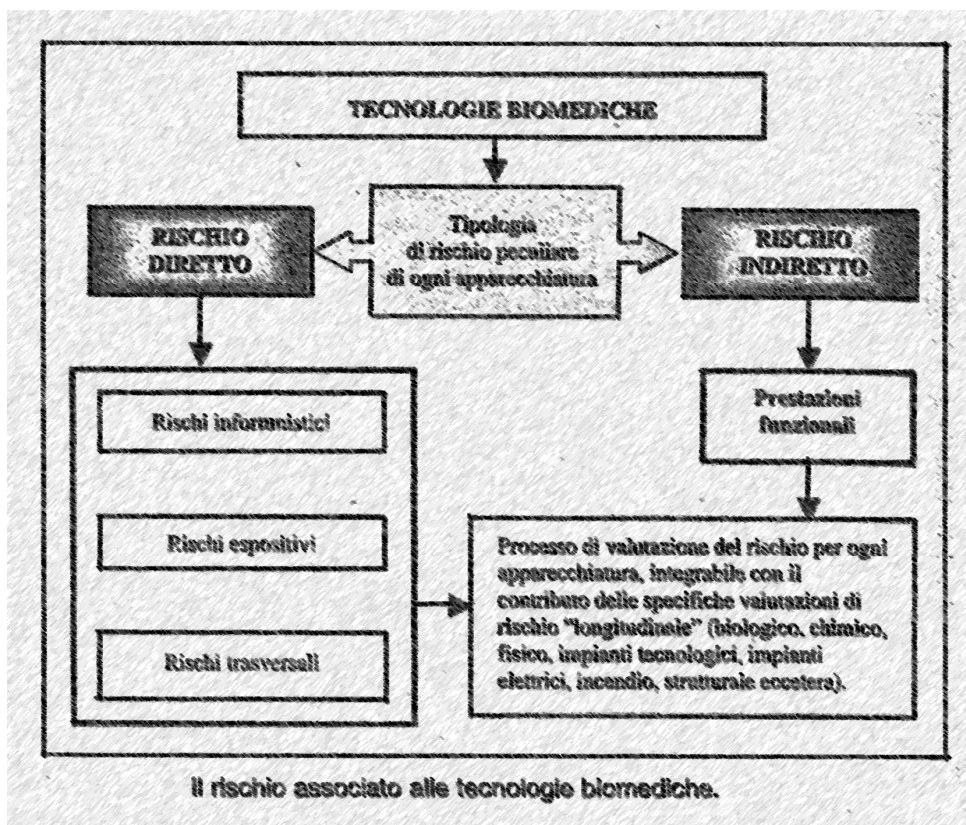 TECNOLOGIE BIOMEDICHE
Tipologia
di rischio peculiare
di ogni apparecchiatura
RISCHIO
DIRETTO
RISCHIO
INDIRETTO
Rischi infortunistici
Rischi espositivi
Rischi trasversali
Prestazioni
funzionali
Processo di valutazione del rischio per ogni
apparecchiatura, integrabile con il
contributo delle specifiche valutazioni di
rischio "longitudinale" (biologico, chimico,
fisico, impianti tecnologici, impianti
elettrici, incendio, strutturale eccetera).
Il rischio associato alle tecnologie biomediche.